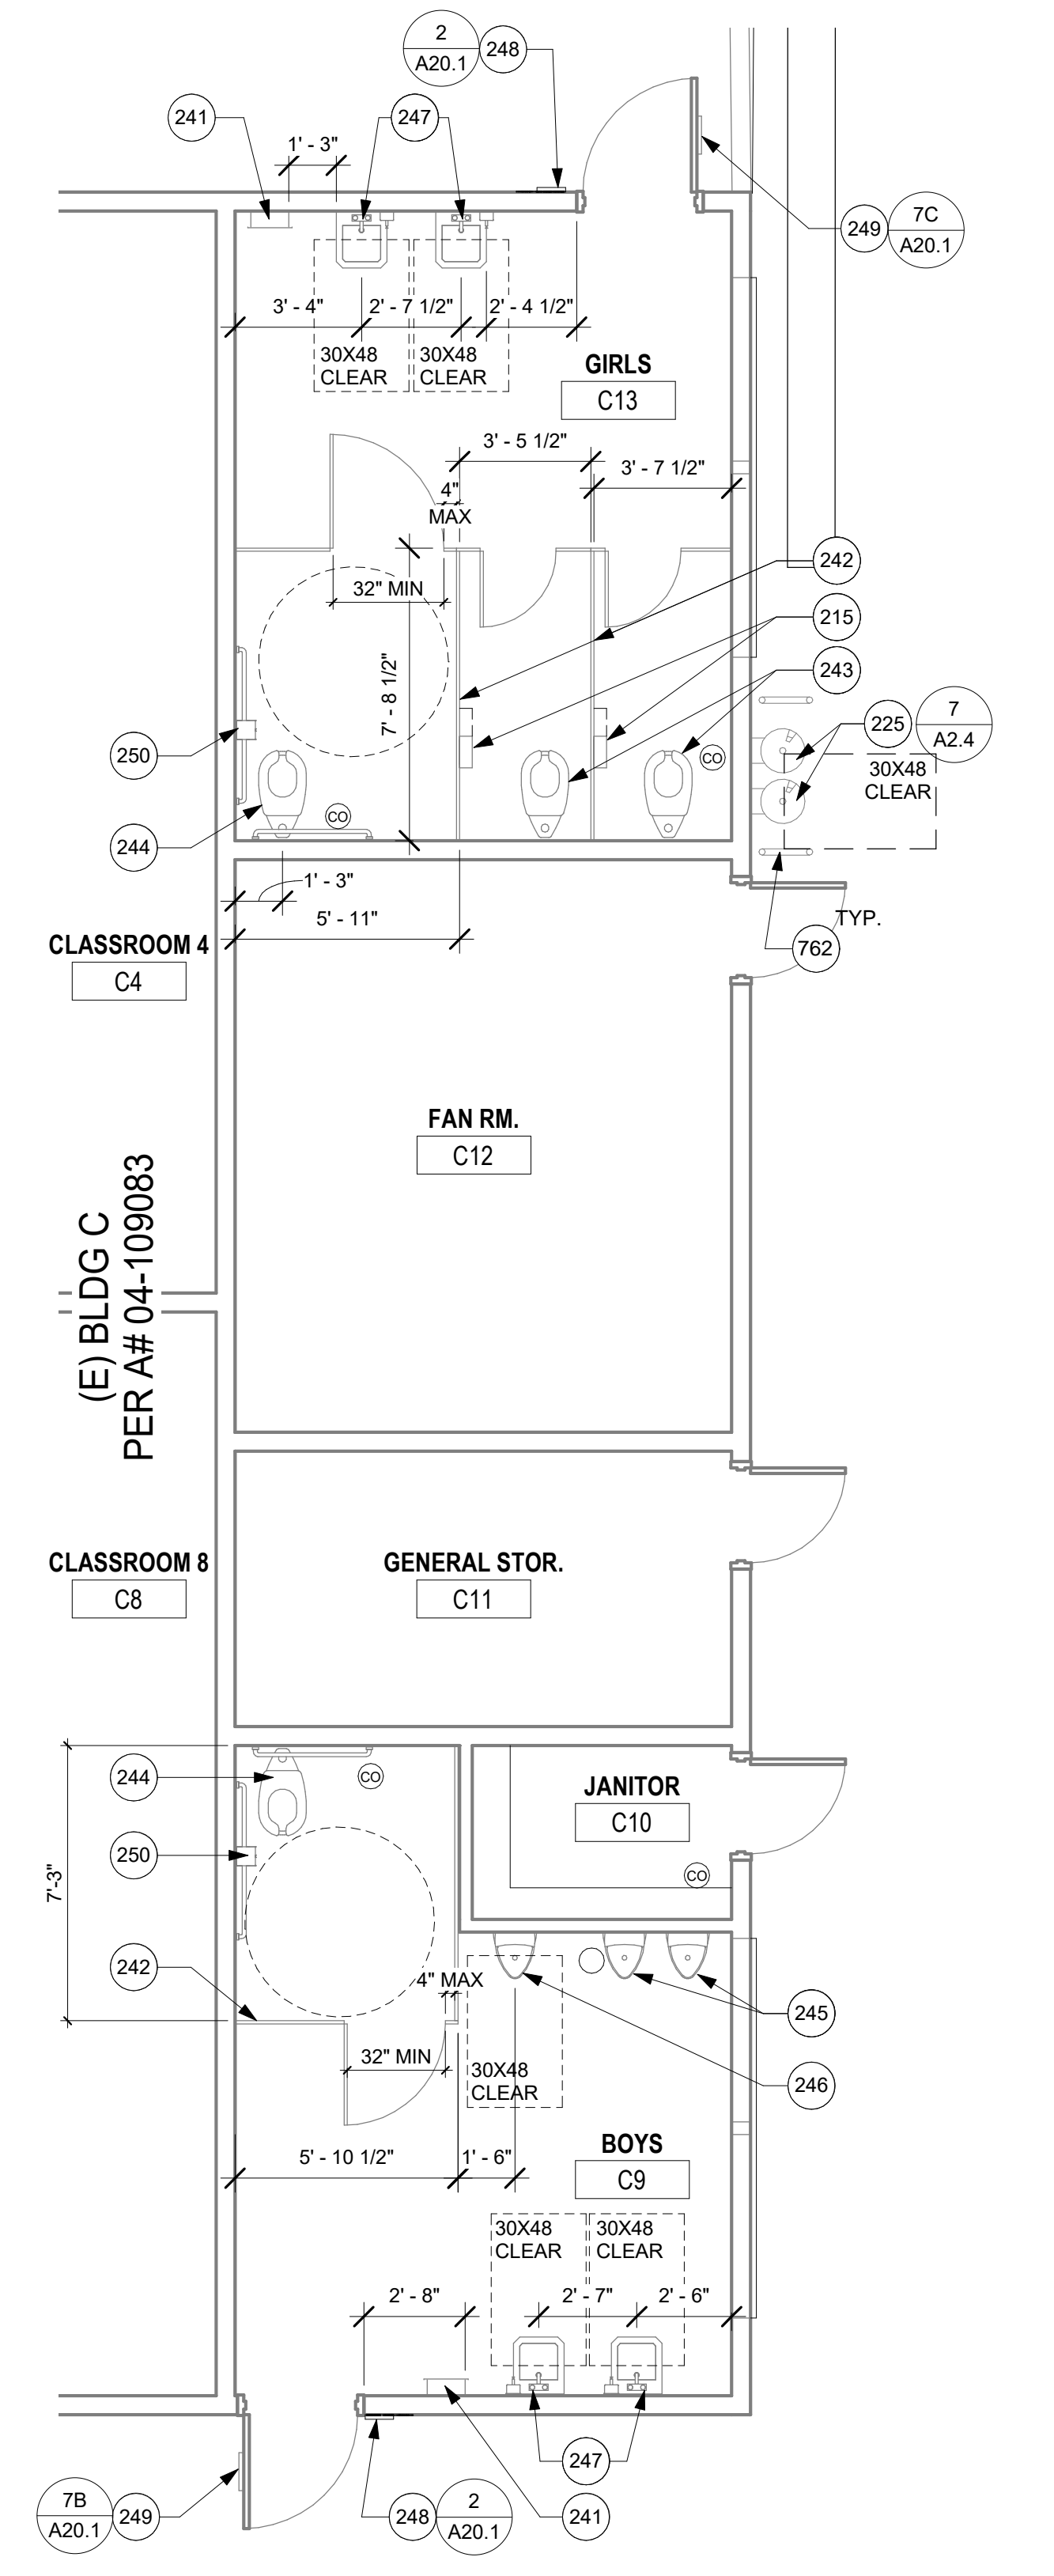 2
A20.1
248
241
247
1' - 3"
249
7C
A20.1
3' - 4"
2' - 7 1/2"
2' - 4 1/2"
30X48
CLEAR
30X48
CLEAR
GIRLS
C13
3' - 5 1/2"
3' - 7 1/2"
4"
MAX
242
32" MIN
215
7' - 8 1/2"
243
250
225
7
A2.4
30X48
CLEAR
CO
CO
244
1' - 3"
5' - 11"
TYP.
762
CLASSROOM 4
C4
FAN RM.
C12
(E) BLDG C
PER A# 04-109083
CLASSROOM 8
C8
GENERAL STOR.
C11
244
CO
JANITOR
C10
250
CO
7'-3"
242
4" MAX
245
32" MIN
30X48
CLEAR
246
BOYS
C9
5' - 10 1/2"
1' - 6"
30X48
CLEAR
30X48
CLEAR
2' - 8"
2' - 7"
2' - 6"
247
7B
A20.1
249
248
2
A20.1
241